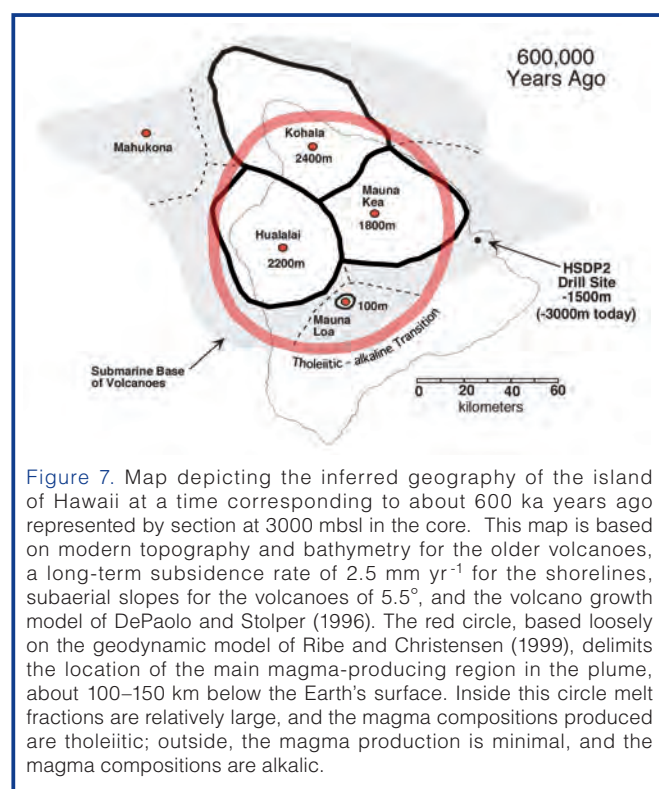 600,000
Years Ago
Kohala
2400m
Mahukona
Mauna
Kea
1800m
Hualalai
2200m
HSDP2
Drill Site
-1500m
(-3000m today)
100m
Mauna
Loa
Tholeiitic - alkaline Transition
Submarine Base
of Volcanoes
0 20 40 60
kilometers
Figure 7. Map depicting the inferred geography of the island
of Hawaii at a time corresponding to about 600 ka years ago
represented by section at 3000 mbsl in the core. This map is based
on modern topography and bathymetry for the older volcanoes,
a long-term subsidence rate of 2.5 mm yr⁻¹ for the shorelines,
subaerial slopes for the volcanoes of 5.5°, and the volcano growth
model of DePaolo and Stolper (1996). The red circle, based loosely
on the geodynamic model of Ribe and Christensen (1999), delimits
the location of the main magma-producing region in the plume,
about 100–150 km below the Earth's surface. Inside this circle melt
fractions are relatively large, and the magma compositions produced
are tholeiitic; outside, the magma production is minimal, and the
magma compositions are alkalic.